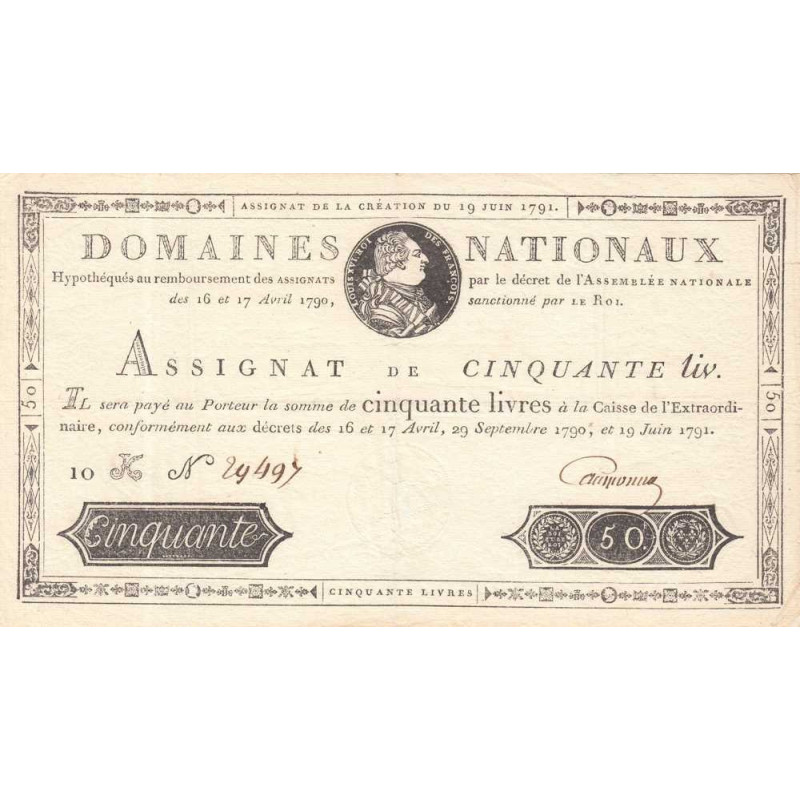 ASSIGNAT DE LA CRÉATION DU 19 JUIN 1791.
DOMAINES NATIONAUX
LOUIS XVI. ROI DES FRANÇOIS
Hypothéqués au remboursement des ASSIGNATS par le décret de l'ASSEMBLÉE NATIONALE
des 16 et 17 Avril 1790, sanctionné par LE ROI.
ASSIGNAT DE CINQUANTE liv.
IL sera payé au Porteur la somme de cinquante livres à la Caisse de l'Extraordi-
naire, conformément aux décrets des 16 et 17 Avril, 29 Septembre 1790, et 19 Juin 1791.
50
50
10 K N 29497
Cinquante
50
CINQUANTE LIVRES